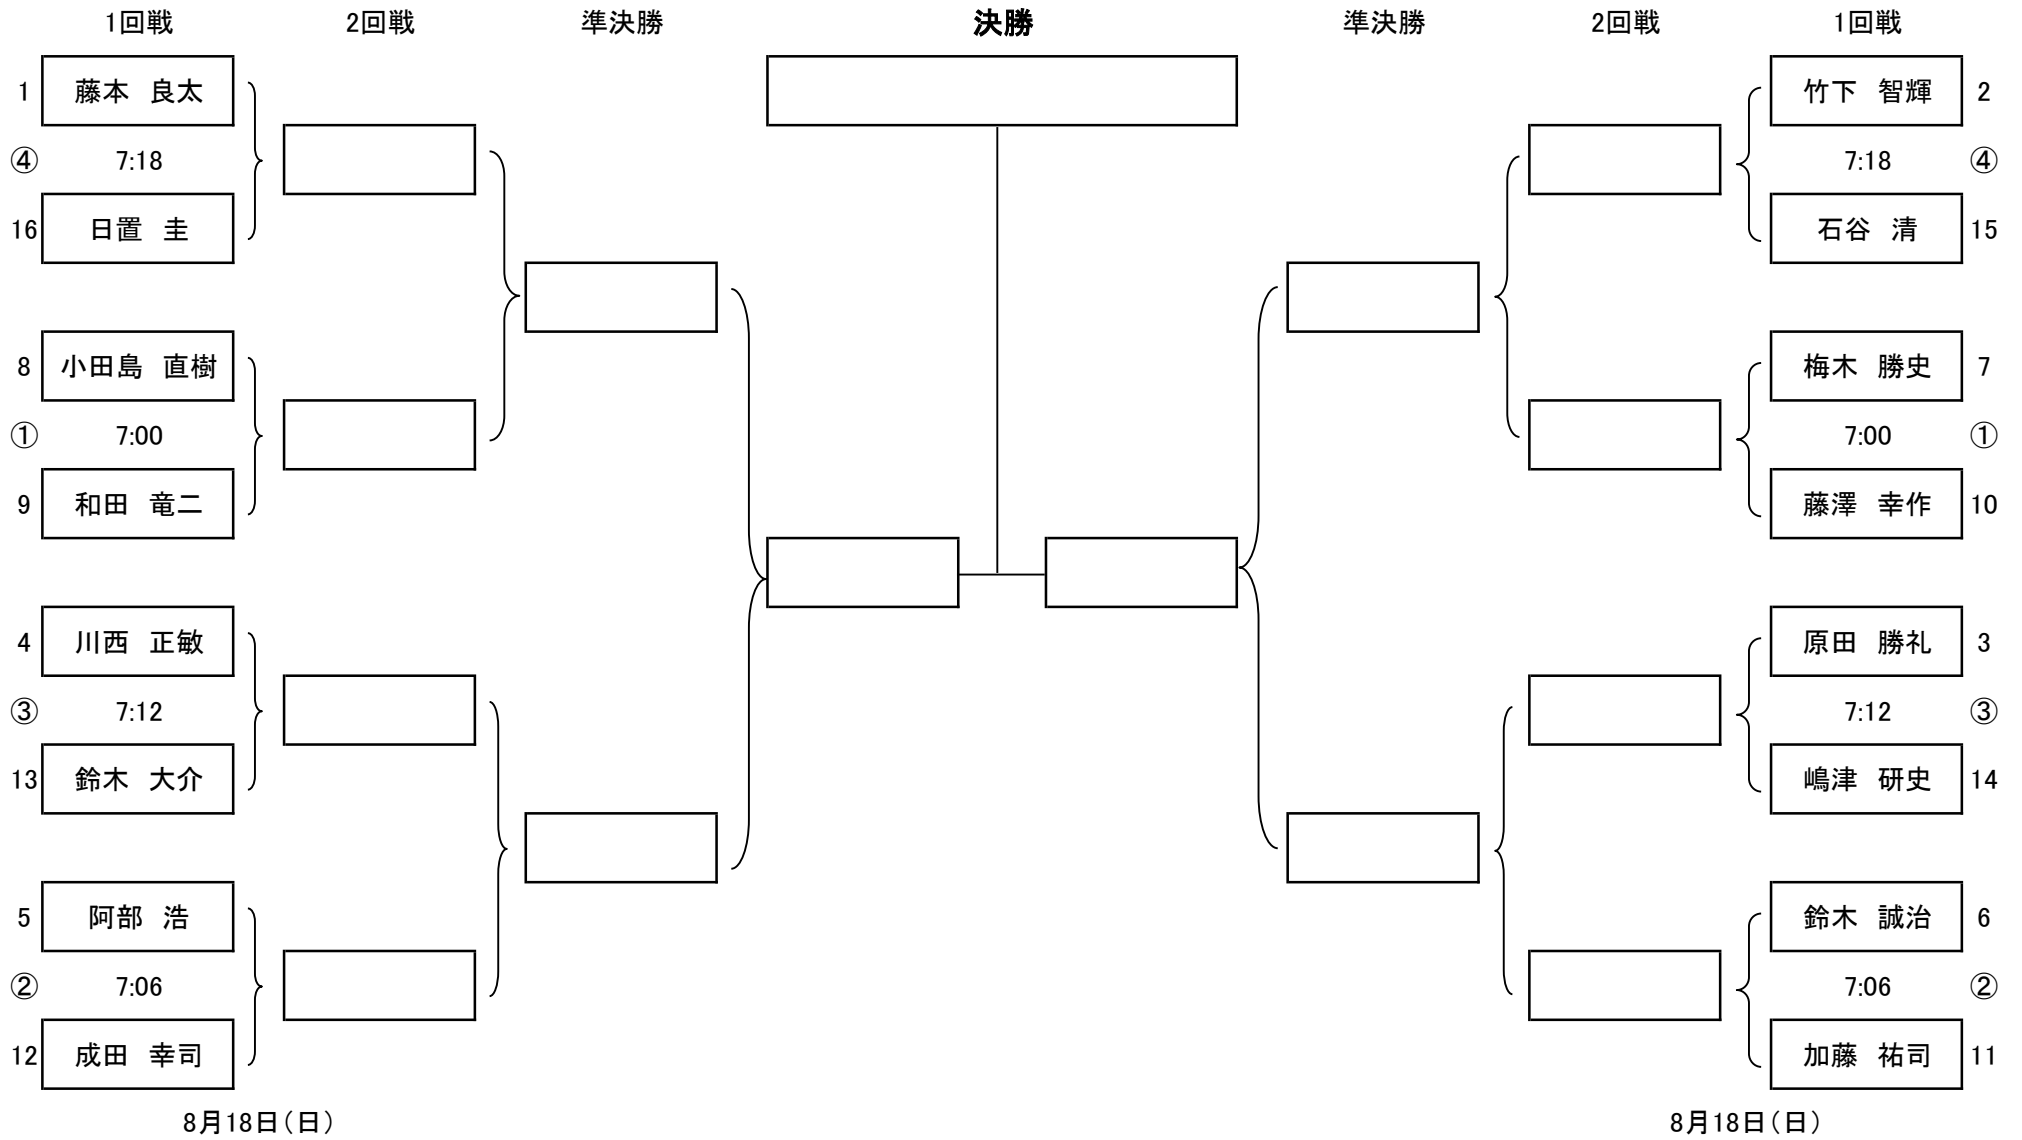 1回戦 2回戦 準決勝 決勝 準決勝 2回戦 1回戦
1 藤本 良太 竹下 智輝 2
④ 7:18 7:18 ④
16 日置 圭 石谷 清 15
8 小田島 直樹 梅木 勝史 7
① 7:00 7:00 ①
9 和田 竜二 藤澤 幸作 10
4 川西 正敏 原田 勝礼 3
③ 7:12 7:12 ③
13 鈴木 大介 嶋津 研史 14
5 阿部 浩 鈴木 誠治 6
② 7:06 7:06 ②
12 成田 幸司 加藤 祐司 11
8月18日(日) 8月18日(日)